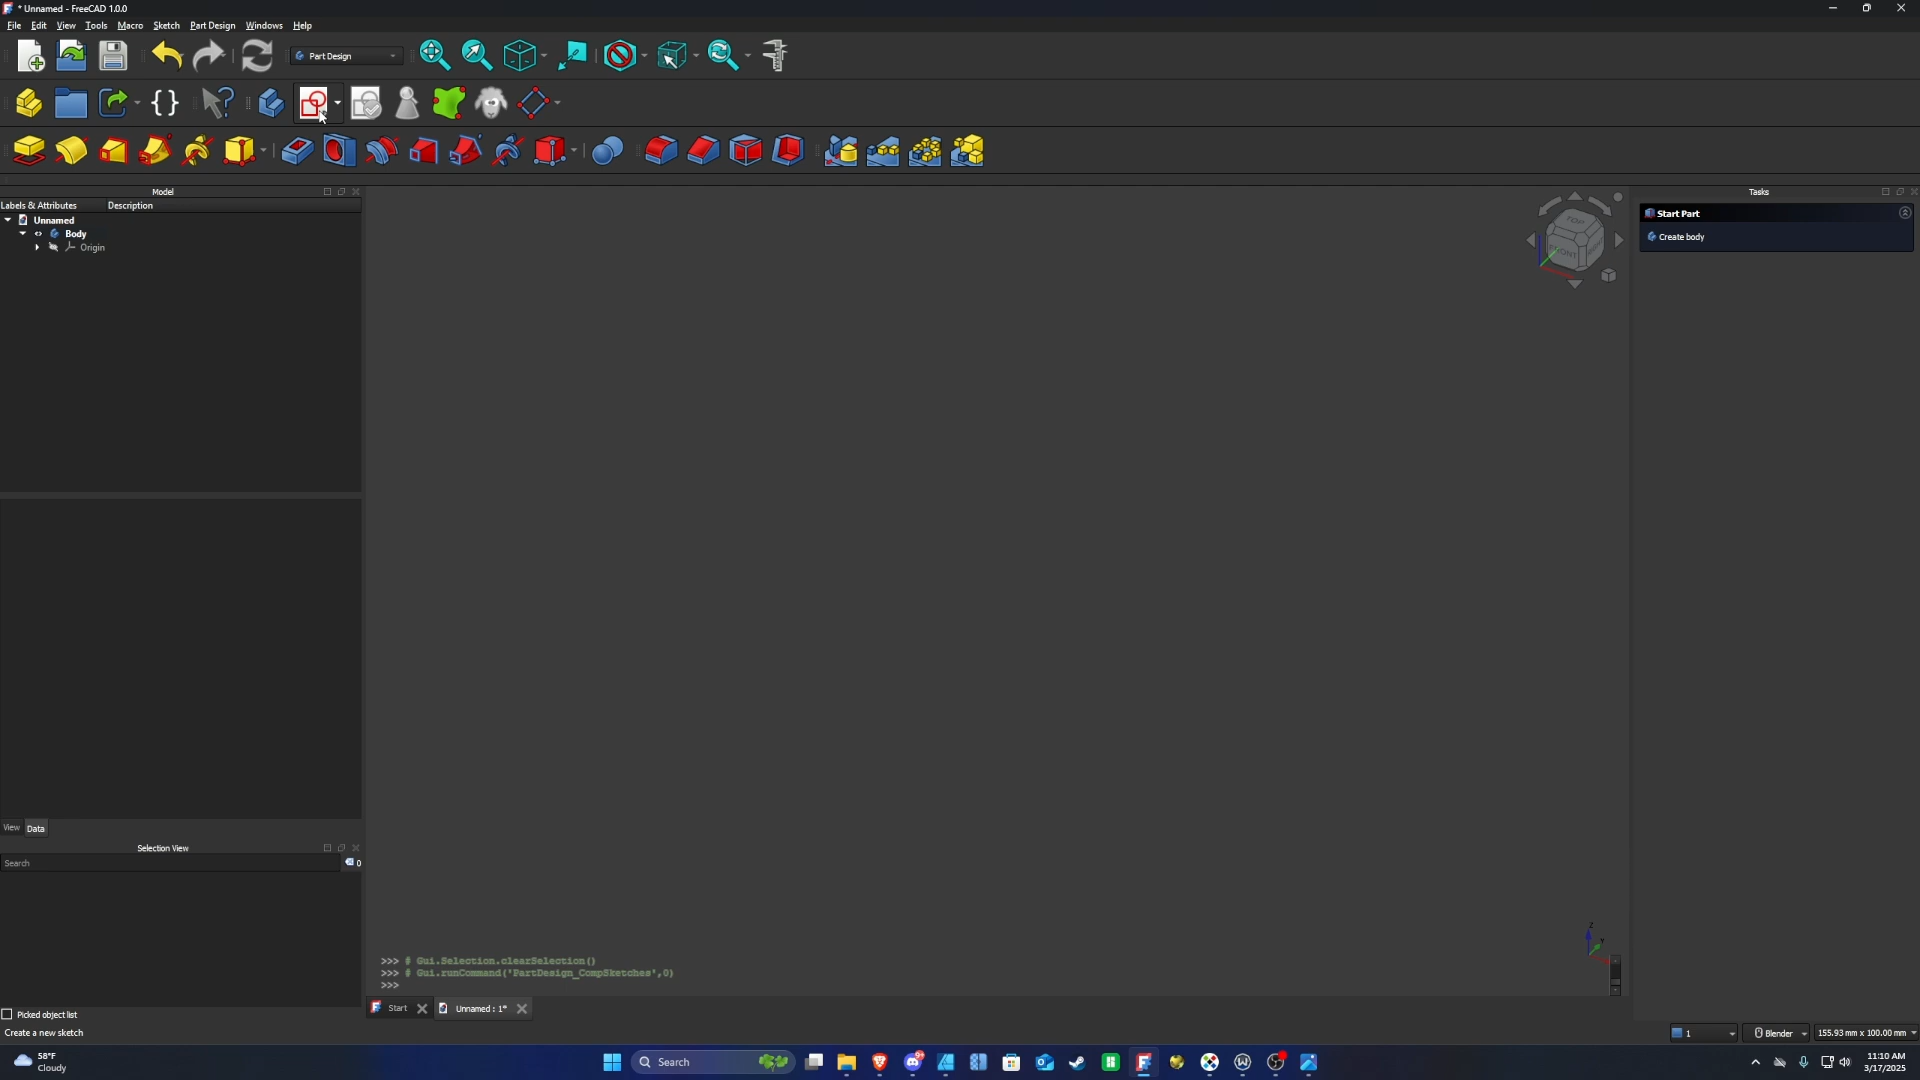 * Unnamed - FreeCAD 1.0.0
File Edit View Tools Macro Sketch Part Design Windows Help
Part Design
Model
Tasks
Labels & Attributes Description
Unnamed
Body
Origin
TOP
FRONT
Start Part
Create body
View Data
Selection View
Search
0
>>> # Gui.Selection.clearSelection()
>>> # Gui.runCommand('PartDesign_CompSketches',0)
>>>
Z
Y
Start
Unnamed : 1*
Picked object list
Create a new sketch
1
Blender
155.93 mm x 100.00 mm
58°F
Cloudy
Search
11:10 AM
3/17/2025